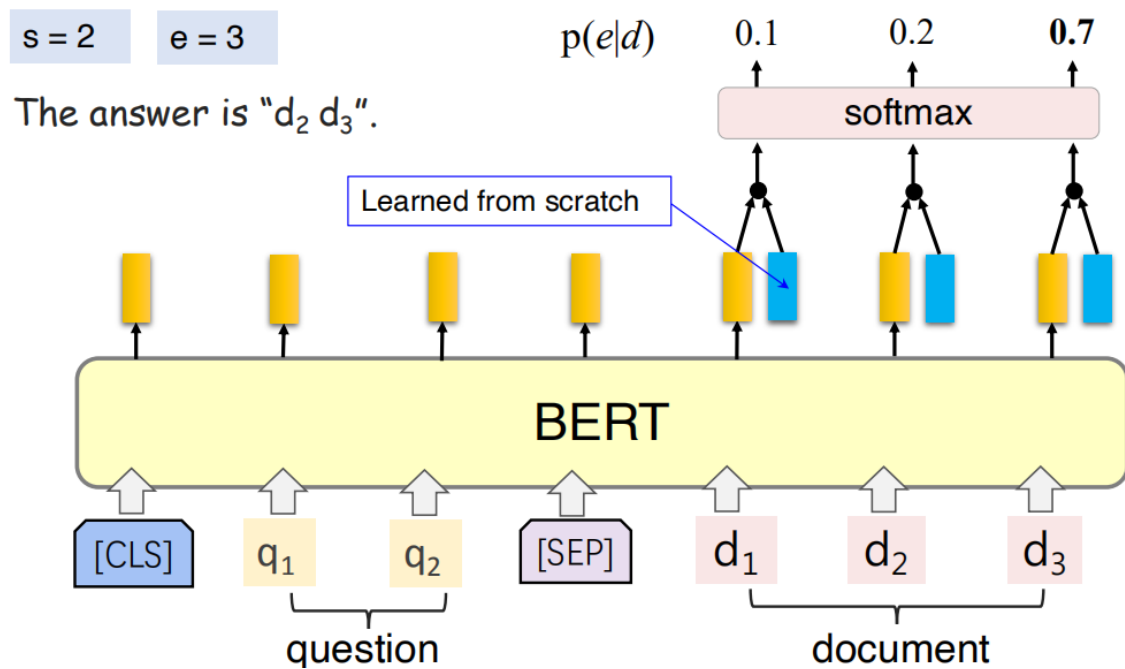 s = 2 e = 3 p(e|d) 0.1 0.2 0.7
softmax
The answer is “d₂ d₃”.
Learned from scratch
BERT
[CLS] q₁ q₂ [SEP] d₁ d₂ d₃
question document